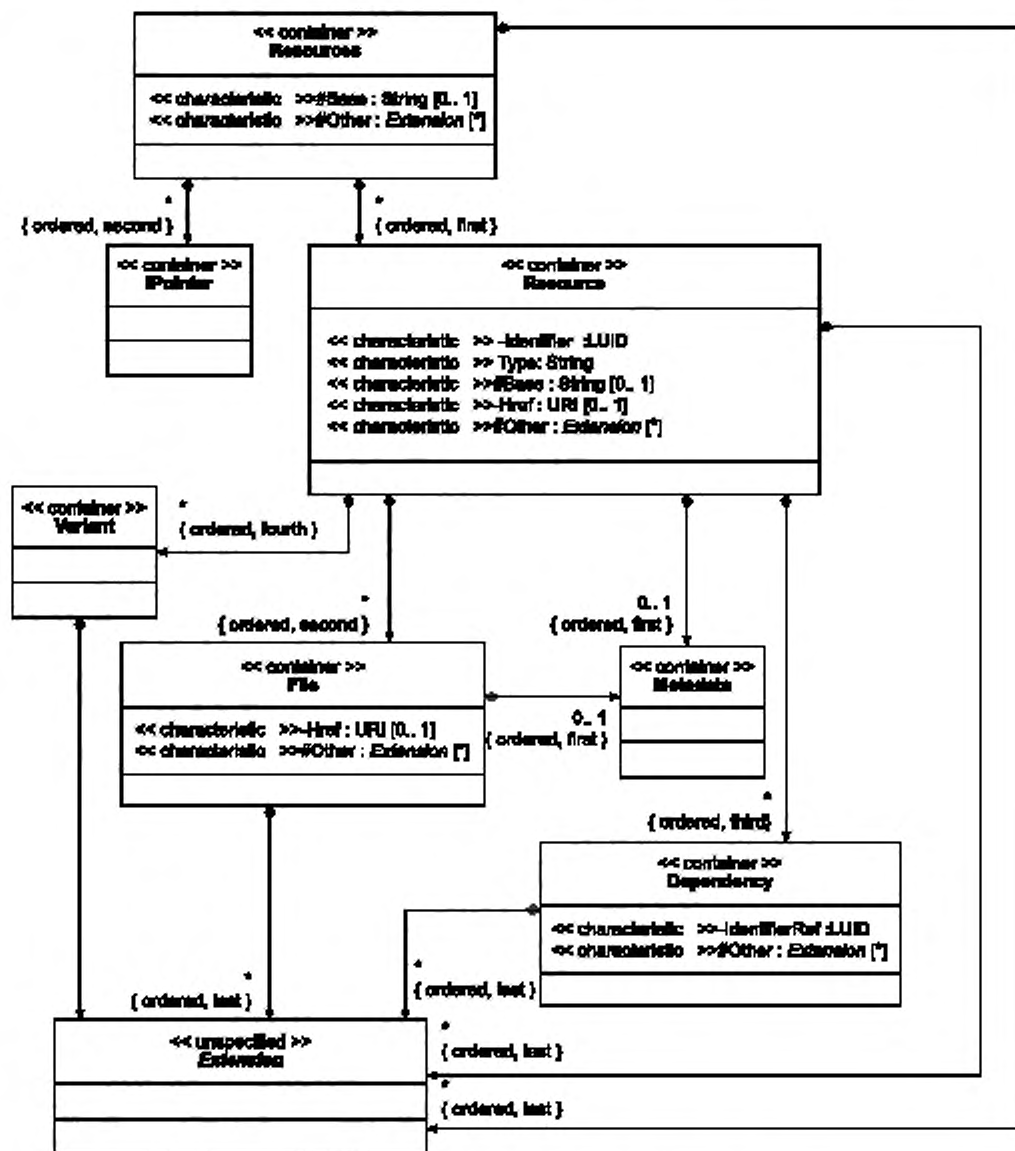 << container >>
Resources
<< characteristic >>#Base : String [0.. 1]
<< characteristic >>#Other : Extension [*]
*
{ ordered, second }
*
{ ordered, first }
<< container >>
IPointer
<< container >>
Resource
<< characteristic >>-Identifier :LUID
<< characteristic >>-Type: String
<< characteristic >>#Base : String [0.. 1]
<< characteristic >>-Href : URI [0.. 1]
<< characteristic >>#Other : Extension [*]
<< container >>
Variant
*
{ ordered, fourth }
*
{ ordered, second }
0.. 1
{ ordered, first }
<< container >>
File
<< characteristic >>-Href : URI [0.. 1]
<< characteristic >>#Other : Extension [*]
<< container >>
Metadata
0.. 1
{ ordered, first }
*
{ ordered, third}
<< container >>
Dependency
<< characteristic >>-IdentifierRef :LUID
<< characteristic >>#Other : Extension [*]
*
{ ordered, last }
*
{ ordered, last }
<< unspecified >>
Extension
*
{ ordered, last }
*
{ ordered, last }